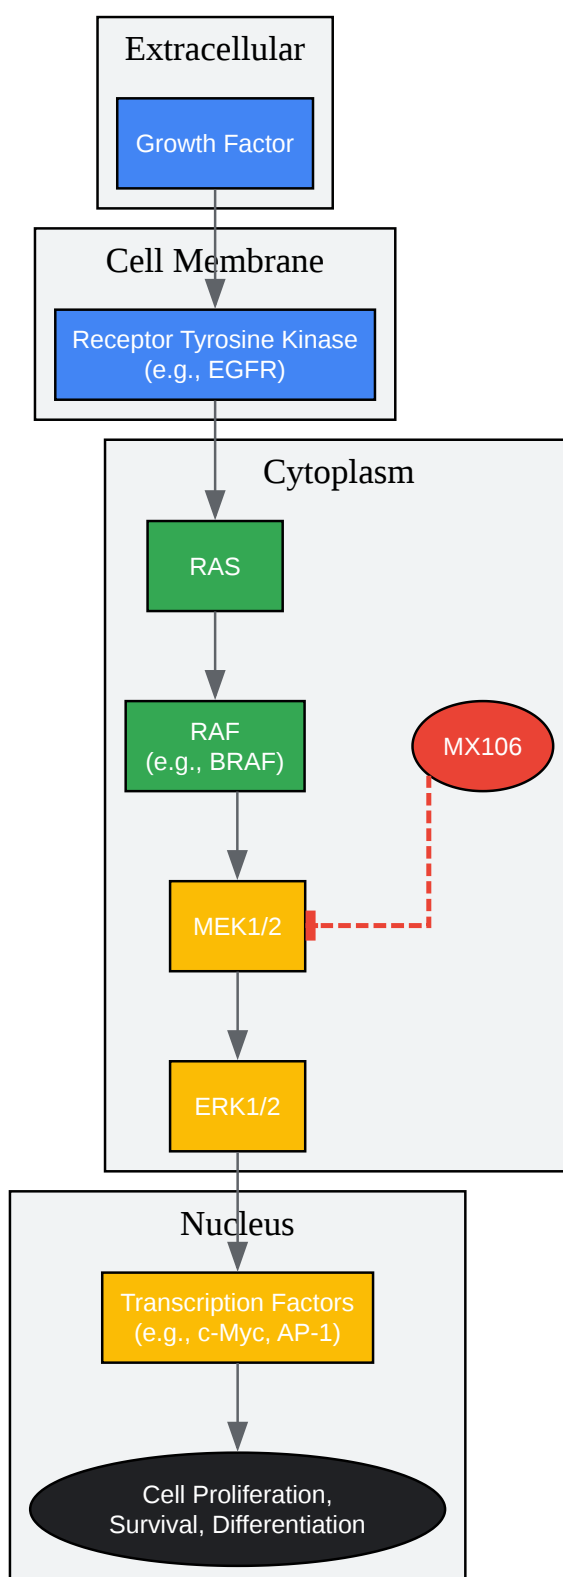 Extracellular
Growth Factor
Cell Membrane
Receptor Tyrosine Kinase
(e.g., EGFR)
Cytoplasm
RAS
RAF
(e.g., BRAF)
MX106
MEK1/2
ERK1/2
Nucleus
Transcription Factors
(e.g., c-Myc, AP-1)
Cell Proliferation,
Survival, Differentiation